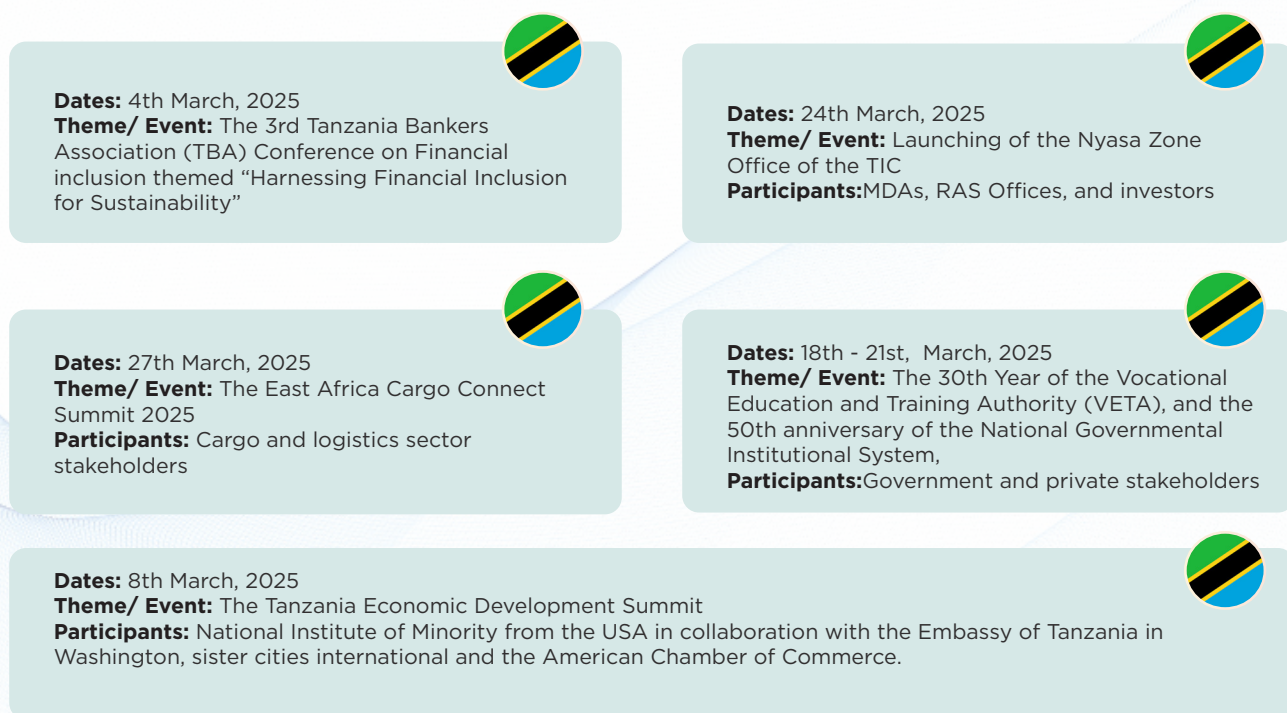 Dates: 4th March, 2025
Theme/ Event: The 3rd Tanzania Bankers
Association (TBA) Conference on Financial
inclusion themed “Harnessing Financial Inclusion
for Sustainability”
Dates: 24th March, 2025
Theme/ Event: Launching of the Nyasa Zone
Office of the TIC
Participants:MDAs, RAS Offices, and investors
Dates: 27th March, 2025
Theme/ Event: The East Africa Cargo Connect
Summit 2025
Participants: Cargo and logistics sector
stakeholders
Dates: 18th - 21st,  March, 2025
Theme/ Event: The 30th Year of the Vocational
Education and Training Authority (VETA), and the
50th anniversary of the National Governmental
Institutional System,
Participants:Government and private stakeholders
Dates: 8th March, 2025
Theme/ Event: The Tanzania Economic Development Summit
Participants: National Institute of Minority from the USA in collaboration with the Embassy of Tanzania in
Washington, sister cities international and the American Chamber of Commerce.